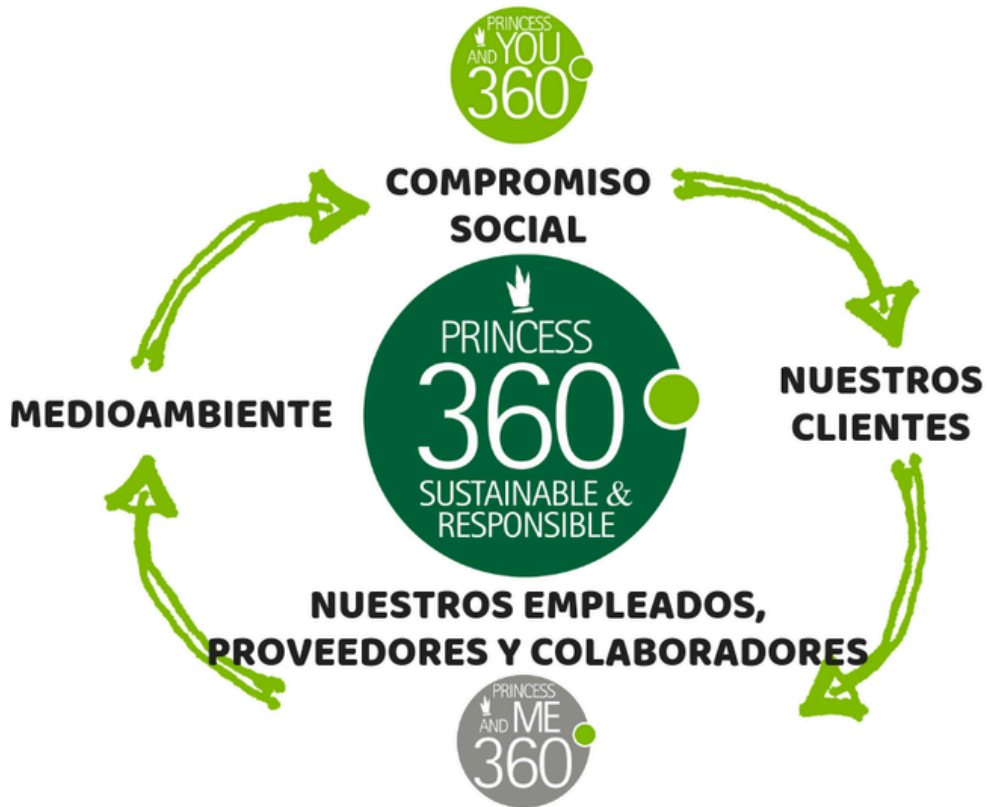 PRINCESS
AND YOU
360
COMPROMISO
SOCIAL
PRINCESS
360
SUSTAINABLE &
RESPONSIBLE
MEDIOAMBIENTE
NUESTROS
CLIENTES
NUESTROS EMPLEADOS,
PROVEEDORES Y COLABORADORES
PRINCESS
AND ME
360